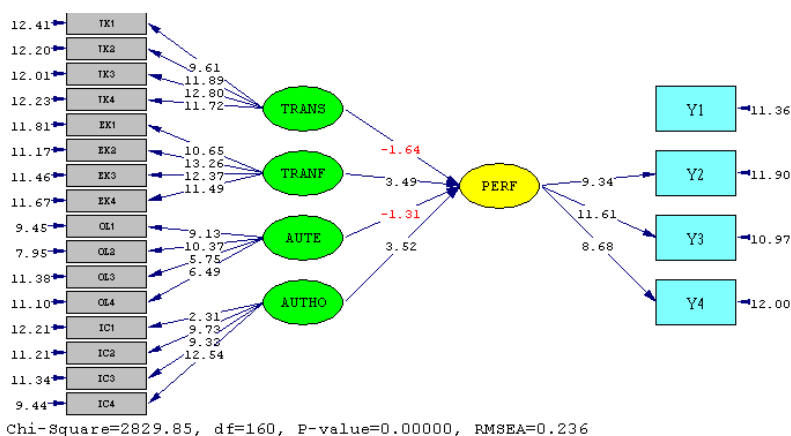 12.41 TK1
12.20 TK2
12.01 TK3
12.23 TK4
11.81 EK1
11.17 EK2
11.46 EK3
11.67 EK4
9.45 OL1
7.95 OL2
11.38 OL3
11.10 OL4
12.21 IC1
11.21 IC2
11.34 IC3
9.44 IC4
9.61
11.89
12.80
11.72
10.65
13.26
12.37
11.49
9.13
10.37
5.75
6.49
2.31
9.73
9.33
12.54
TRANS
TRANF
AUTE
AUTHO
-1.64
3.49
-1.31
3.52
PERF
9.34
11.61
8.68
Y1 11.36
Y2 11.90
Y3 10.97
Y4 12.00
Chi-Square=2829.85, df=160, P-value=0.00000, RMSEA=0.236